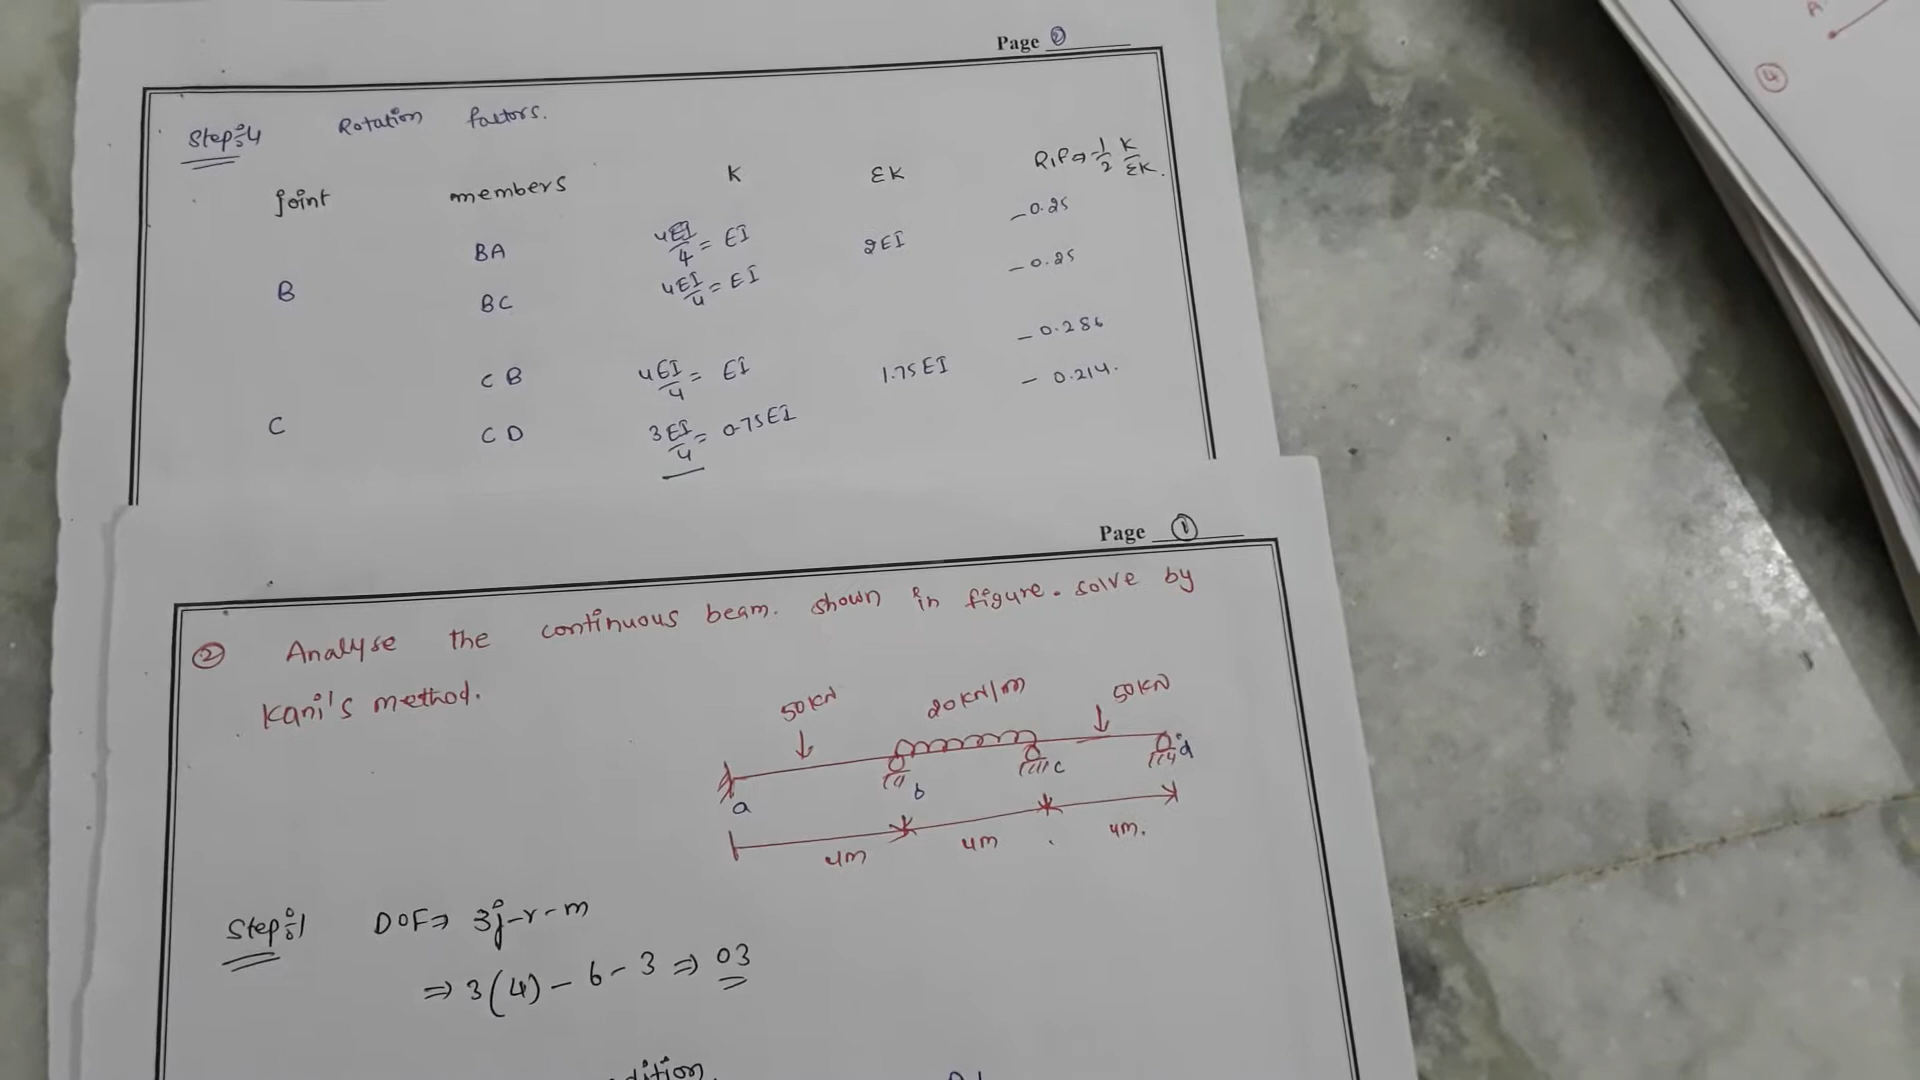 Page 2
Step:4 Rotation factors.
Joint members K ΣK R.F ⇒ -1/2 K/ΣK.
BA 4EI/4 = EI 2EI -0.25
B
BC 4EI/4 = EI -0.25
CB 4EI/4 = EI 1.75EI -0.286
C
CD 3EI/4 = 0.75EI -0.214.
Page 1
2 Analyse the continuous beam. shown in figure. solve by
Kani's method.
50KN 20KN/m 50KN
a b c d
4m 4m 4m.
Step:1 DOF ⇒ 3j-r-m
⇒ 3(4) - 6 - 3 ⇒ 03
A
4